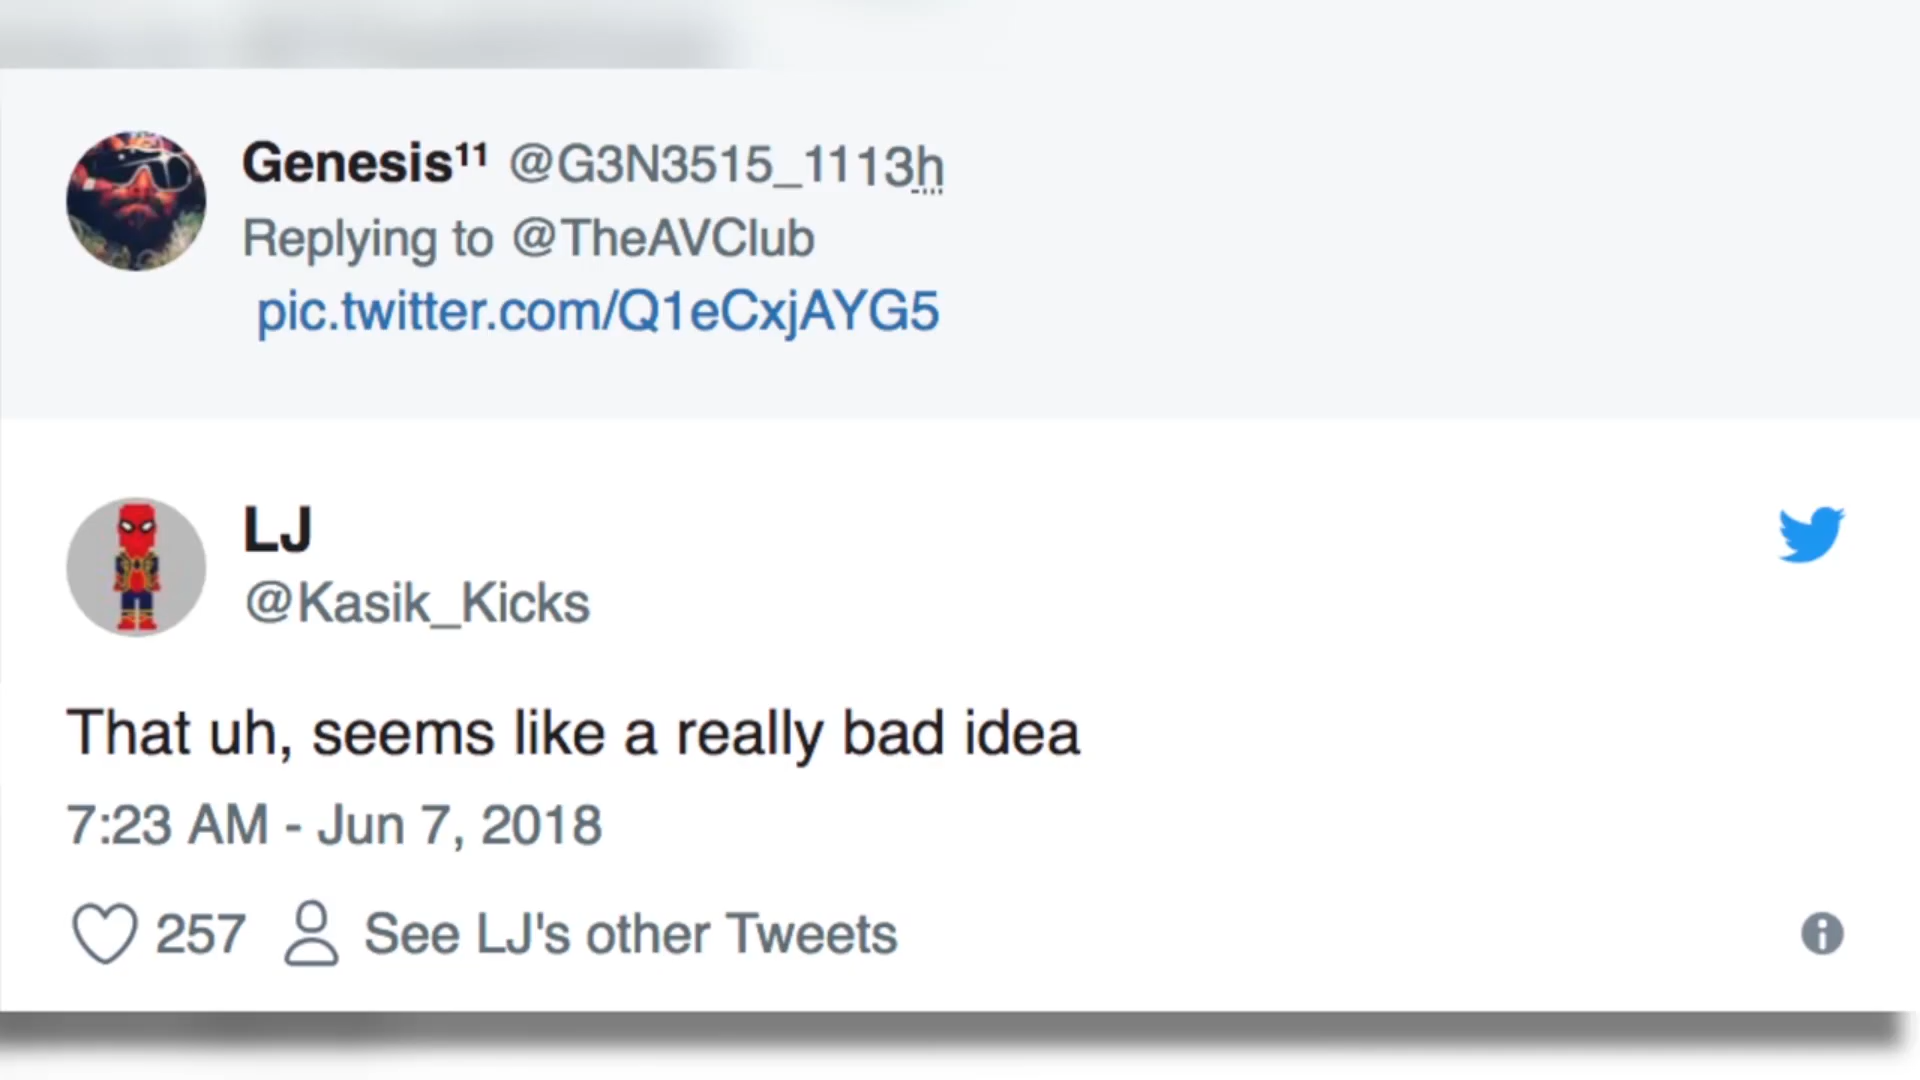 Genesis¹¹ @G3N3515_1113h
Replying to @TheAVClub
pic.twitter.com/Q1eCxjAYG5
LJ
@Kasik_Kicks
That uh, seems like a really bad idea
7:23 AM - Jun 7, 2018
257 See LJ's other Tweets